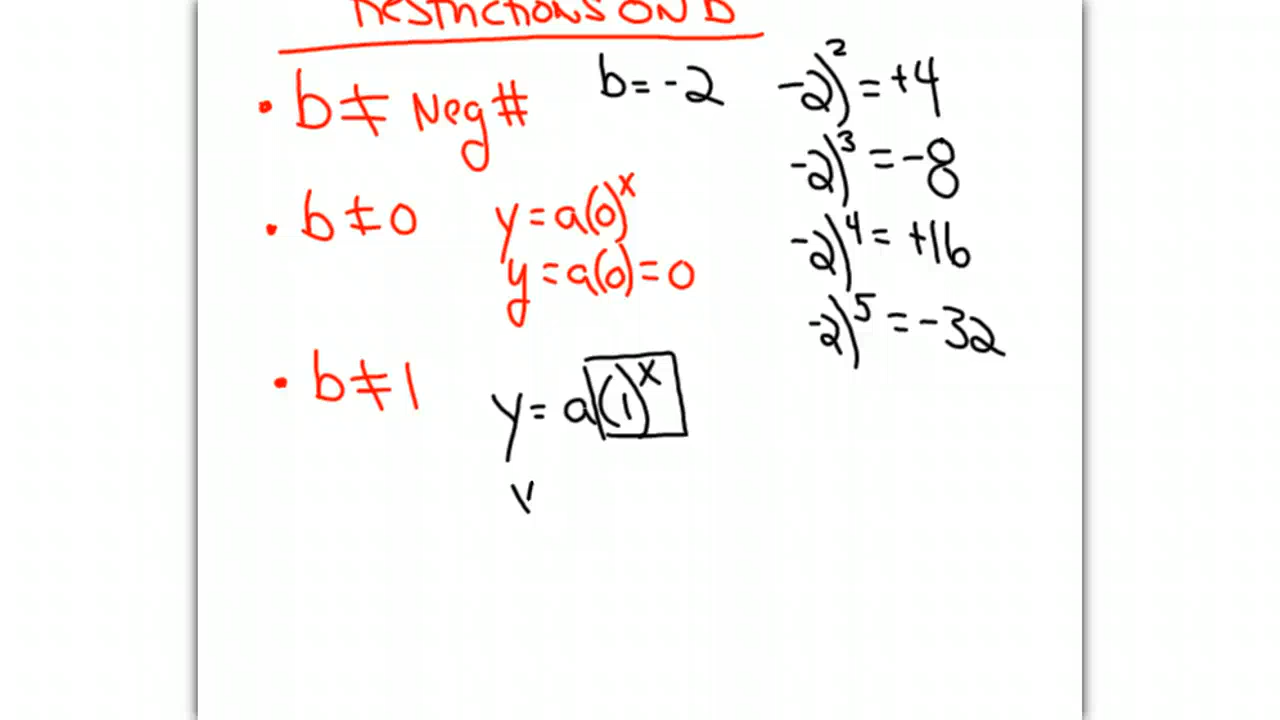 Restrictions ON b
• b ≠ Neg #
b = -2
-2)² = +4
-2)³ = -8
-2)⁴ = +16
-2)⁵ = -32
• b ≠ 0
y = a(0)ˣ
y = a(0) = 0
• b ≠ 1
y = a(1)ˣ